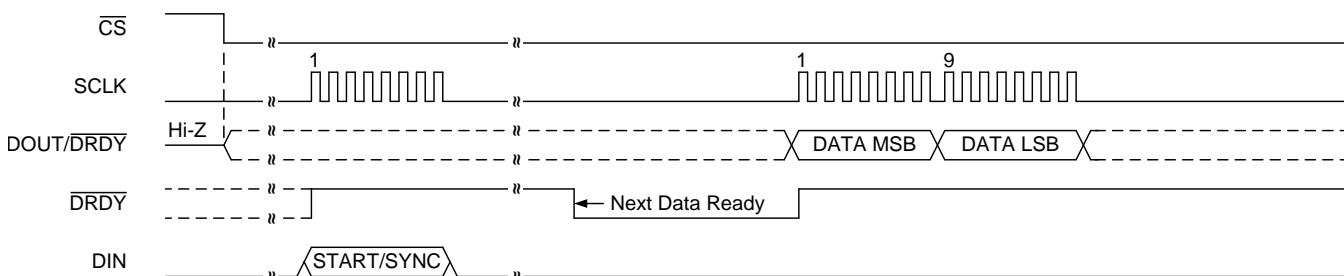 CS
1
1
9
SCLK
Hi-Z
DOUT/DRDY
DATA MSB
DATA LSB
DRDY
Next Data Ready
DIN
START/SYNC